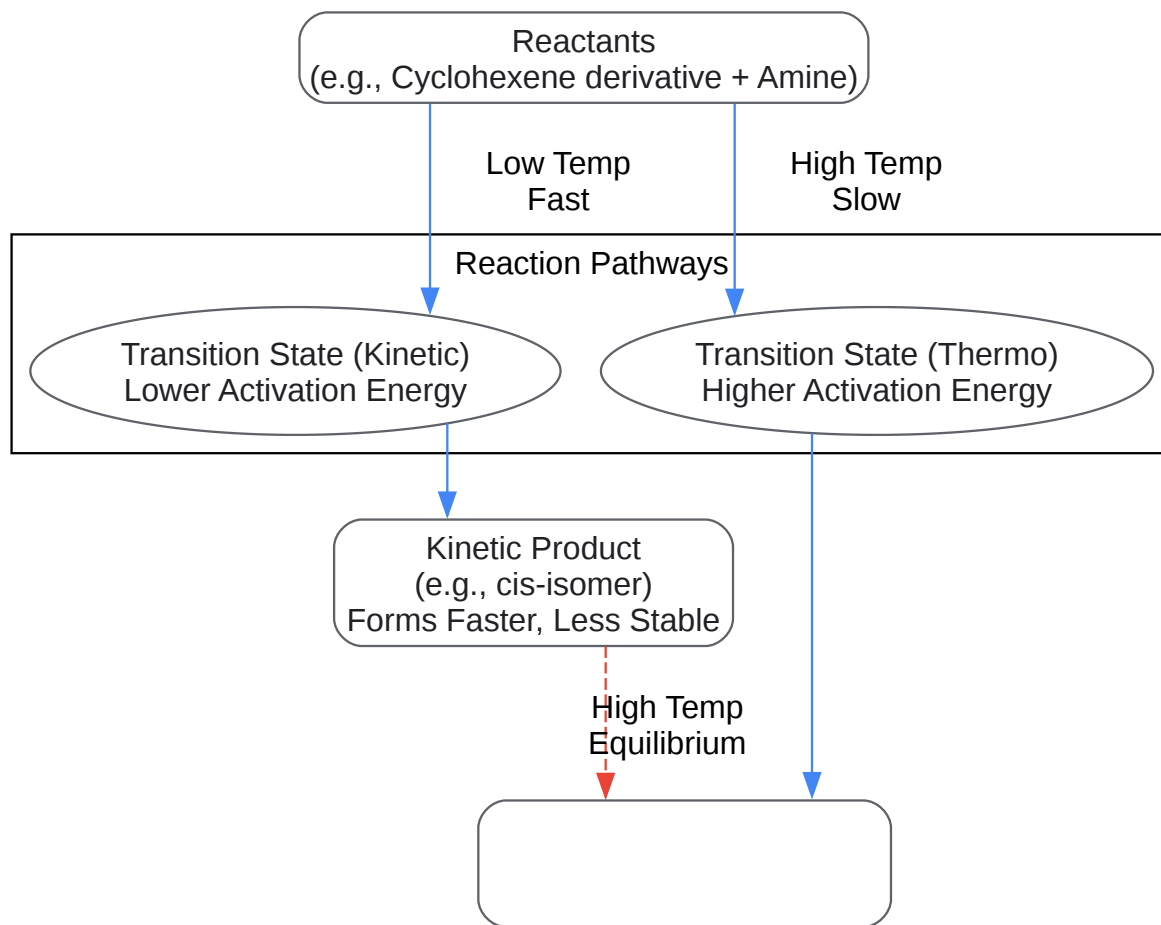 Reactants
(e.g., Cyclohexene derivative + Amine)
Low Temp
Fast
High Temp
Slow
Reaction Pathways
Transition State (Kinetic)
Lower Activation Energy
Transition State (Thermo)
Higher Activation Energy
Kinetic Product
(e.g., cis-isomer)
Forms Faster, Less Stable
High Temp
Equilibrium